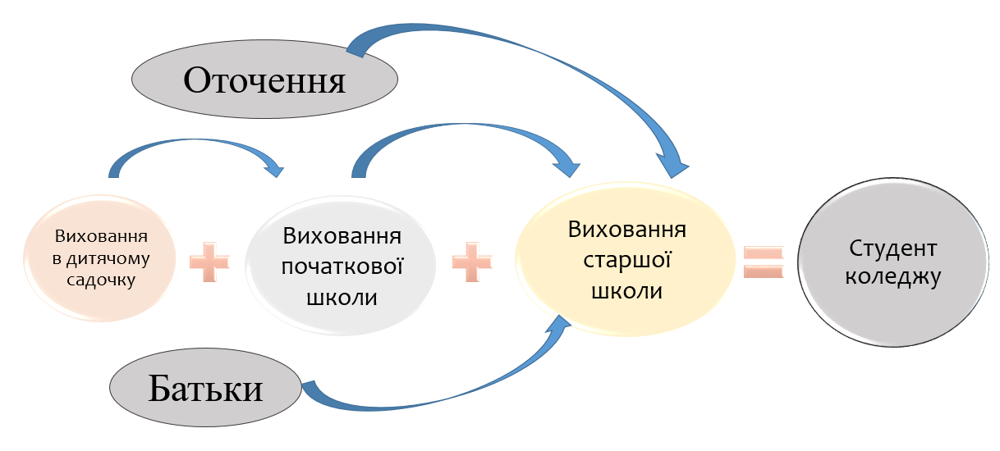 Оточення
Виховання
в дитячому
садочку
Виховання
початкової
школи
Виховання
старшої
школи
Студент
коледжу
Батьки